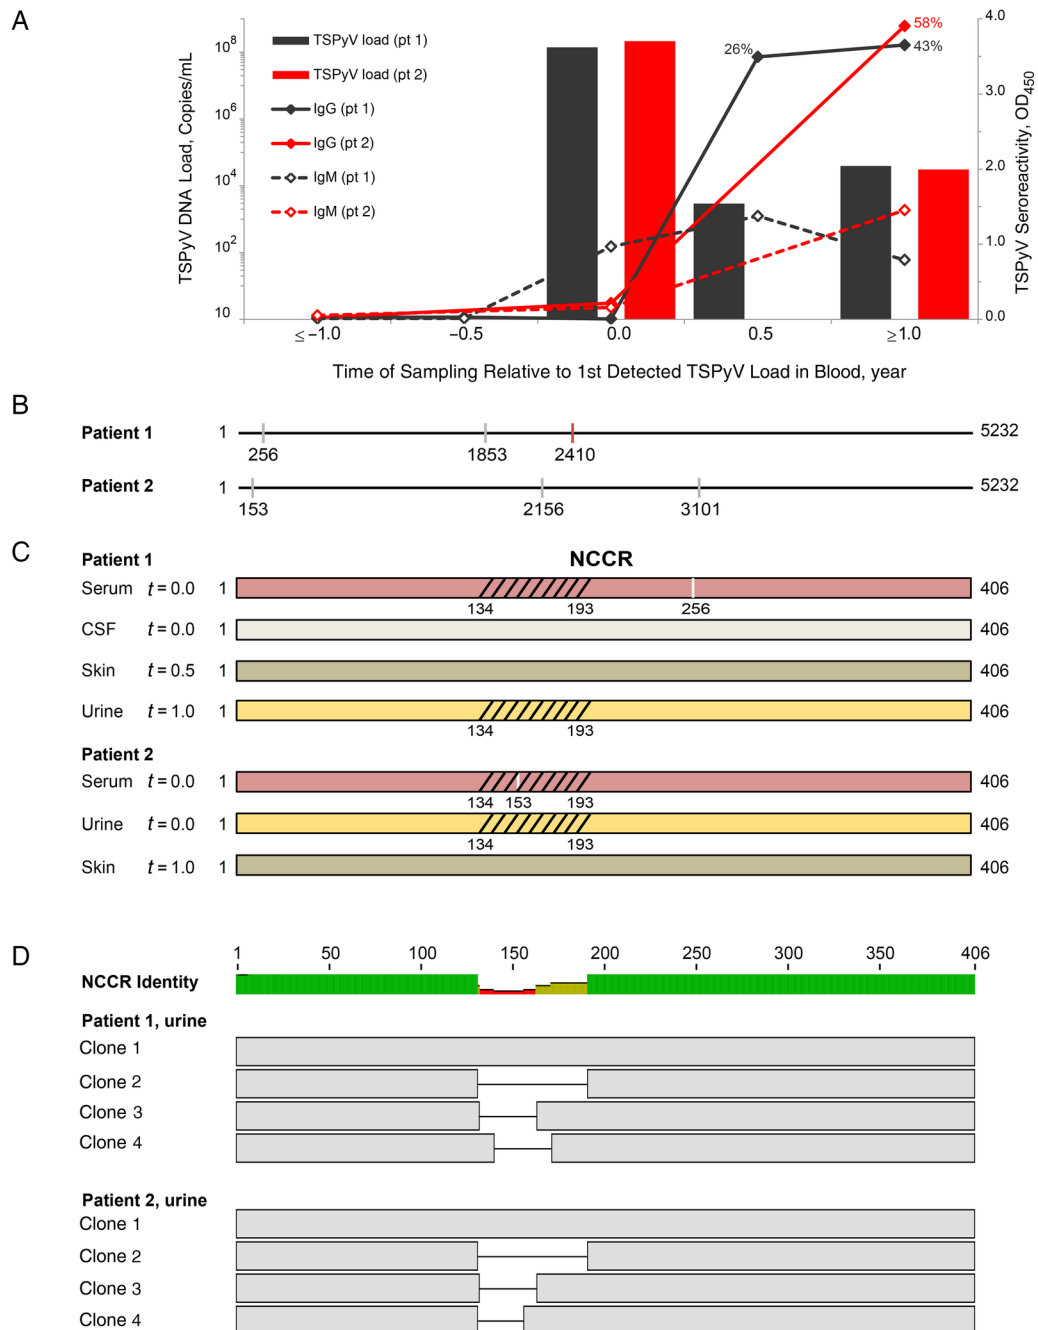 A
TSPyV DNA Load, Copies/mL
10⁸
10⁶
10⁴
10²
10
TSPyV load (pt 1)
TSPyV load (pt 2)
IgG (pt 1)
IgG (pt 2)
IgM (pt 1)
IgM (pt 2)
26%
58%
43%
4.0
3.0
2.0
1.0
0.0
TSPyV Seroreactivity, OD₄₅₀
≤ −1.0 −0.5 0.0 0.5 ≥1.0
Time of Sampling Relative to 1st Detected TSPyV Load in Blood, year
B
Patient 1 1 5232
256 1853 2410
Patient 2 1 5232
153 2156 3101
C
Patient 1 NCCR
Serum t = 0.0 1 406
134 193 256
CSF t = 0.0 1 406
Skin t = 0.5 1 406
Urine t = 1.0 1 406
134 193
Patient 2
Serum t = 0.0 1 406
134 153 193
Urine t = 0.0 1 406
134 193
Skin t = 1.0 1 406
D
1 50 100 150 200 250 300 350 406
NCCR Identity
Patient 1, urine
Clone 1
Clone 2
Clone 3
Clone 4
Patient 2, urine
Clone 1
Clone 2
Clone 3
Clone 4